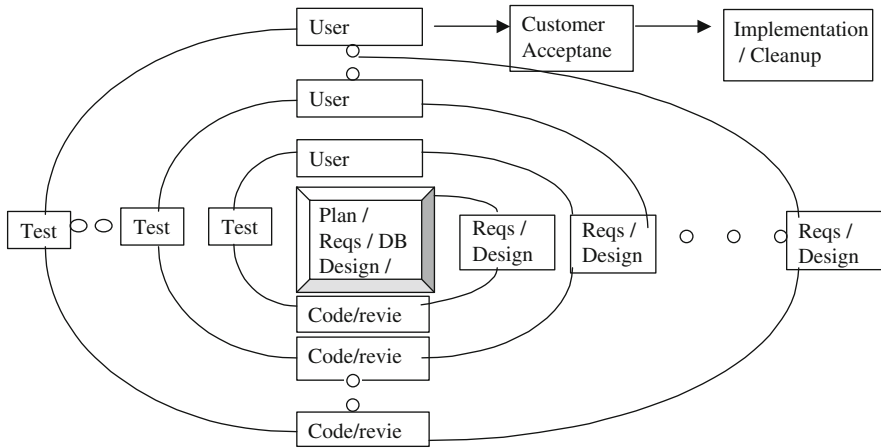 User
Customer
Acceptane
Implementation
/ Cleanup
User
User
Test
Test
Test
Plan /
Reqs / DB
Design /
Reqs /
Design
Reqs /
Design
Reqs /
Design
Code/revie
Code/revie
Code/revie